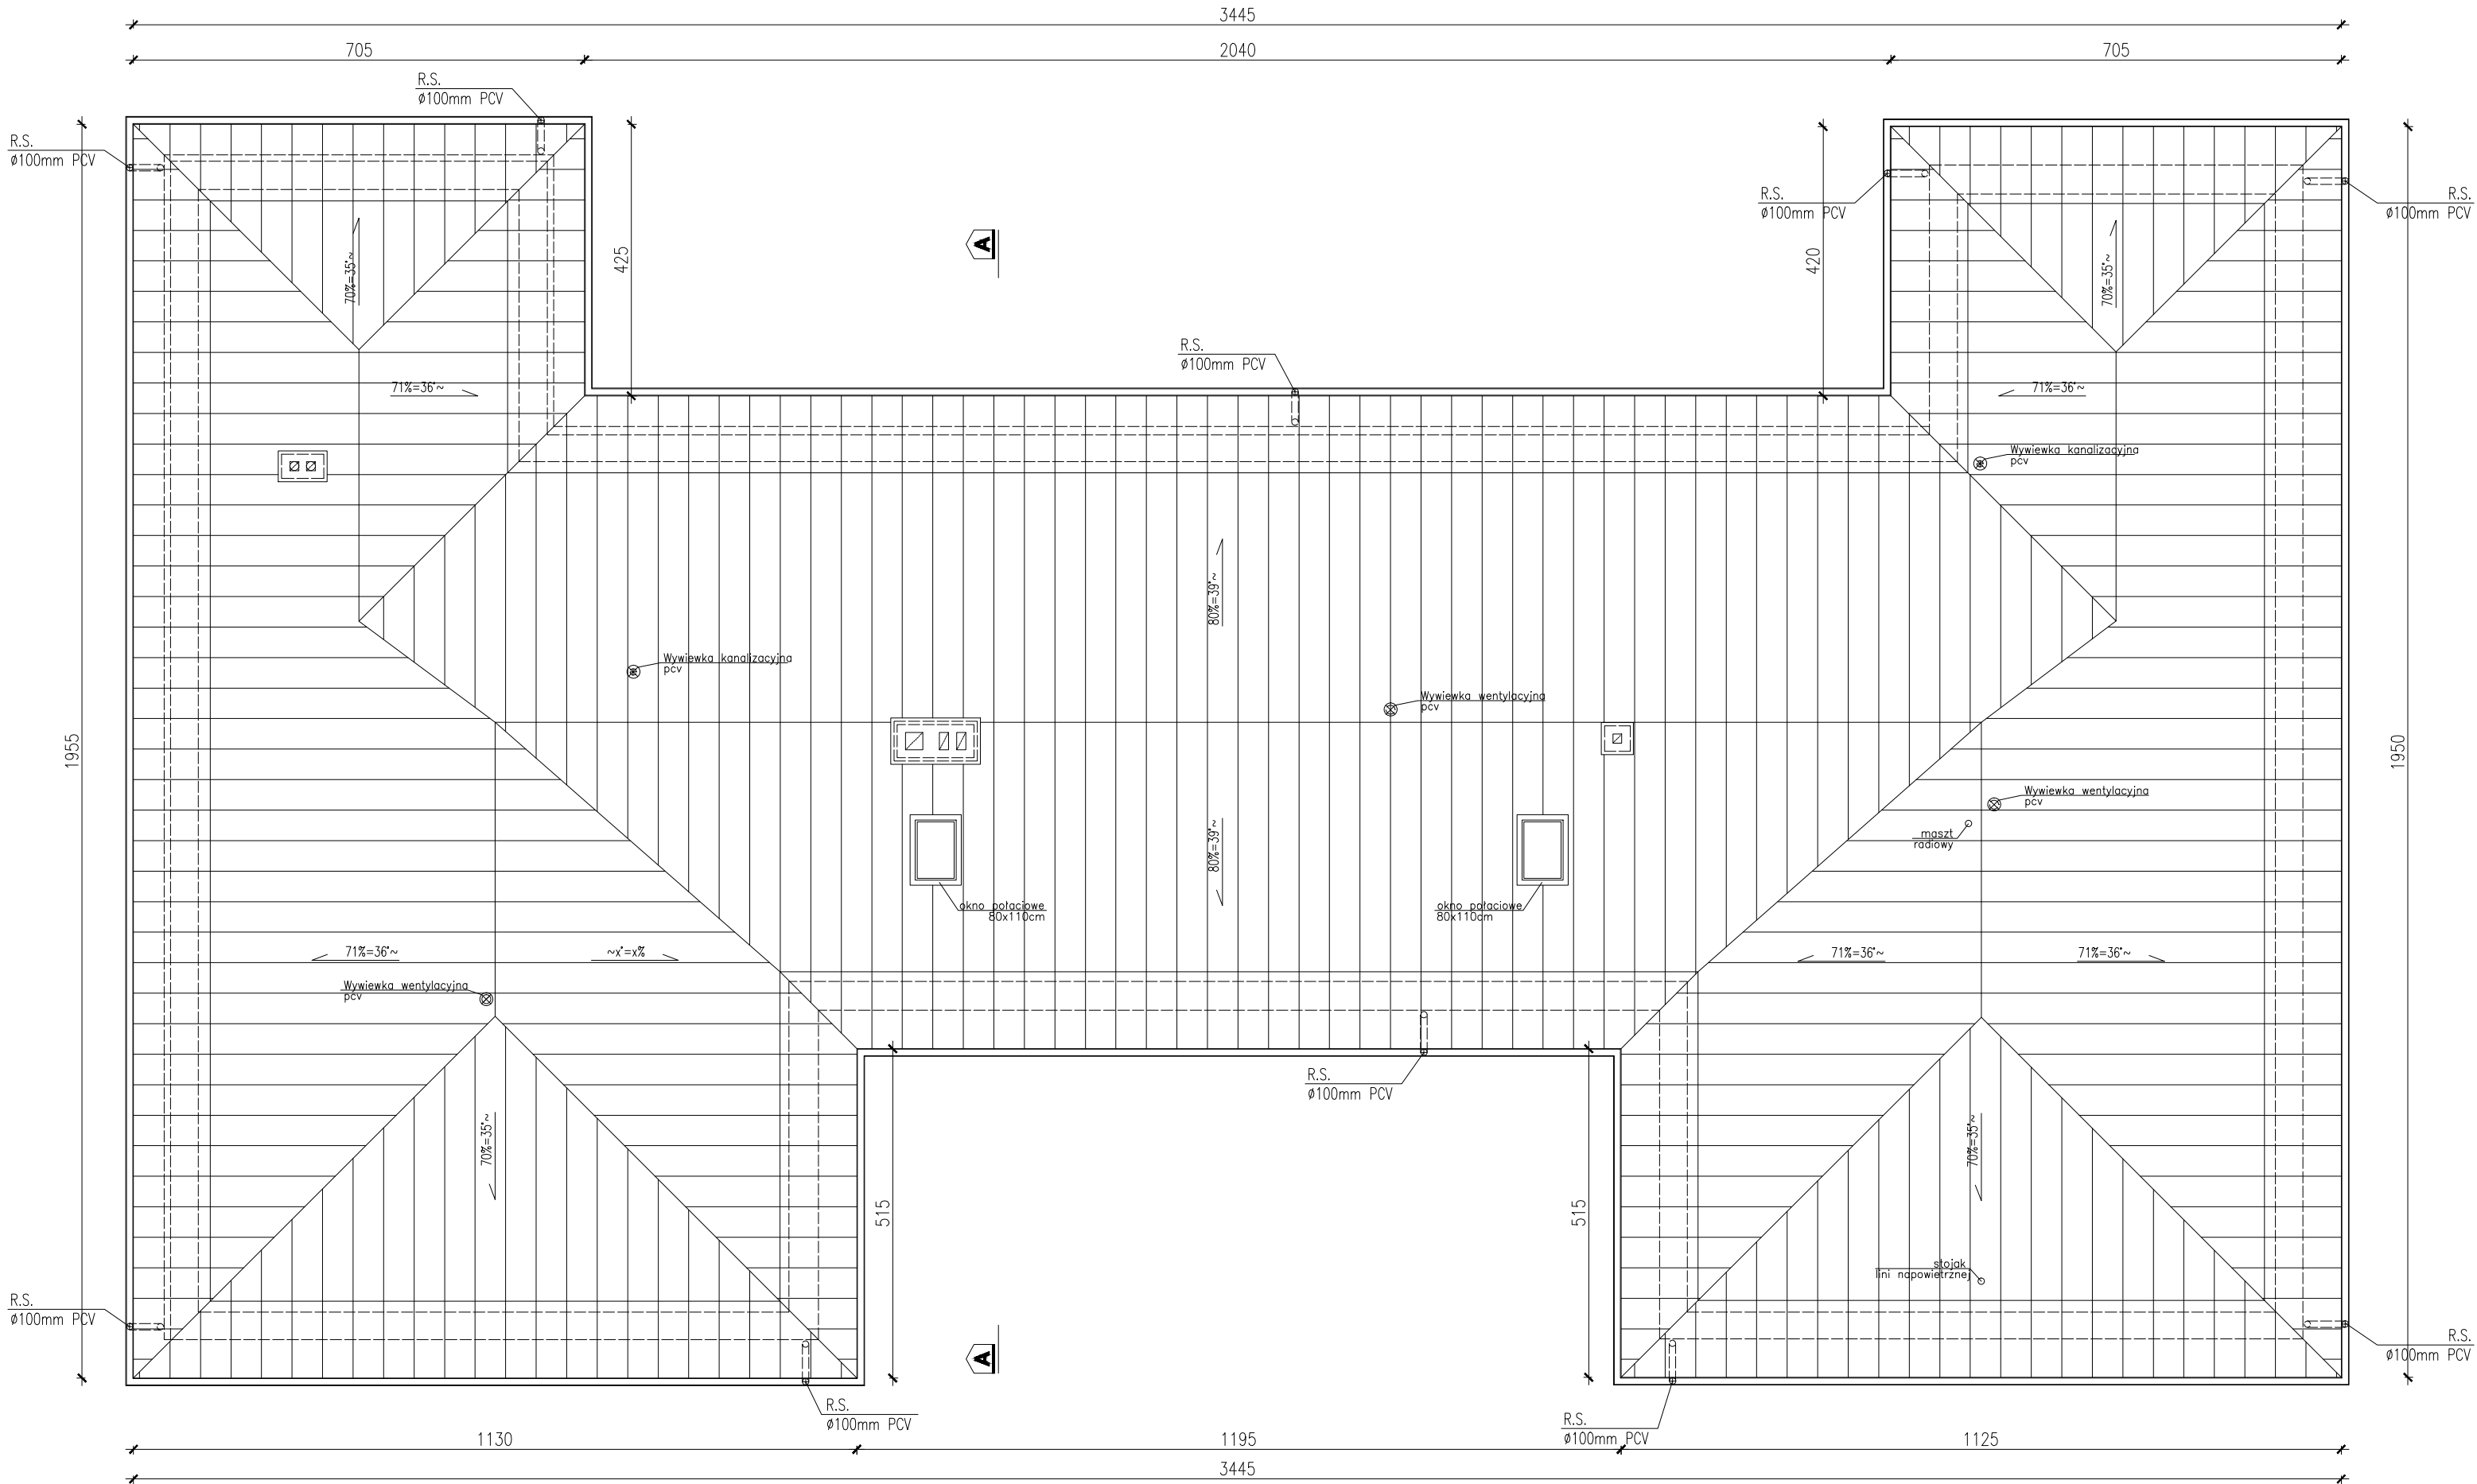 3445
705
2040
705
R.S.
ø100mm PCV
R.S.
ø100mm PCV
R.S.
ø100mm PCV
R.S.
ø100mm PCV
425
A
420
70%=35°~
70%=35°~
R.S.
ø100mm PCV
71%=36°~
71%=36°~
Wywiewka kanalizacyjna
pcv
80%=39°~
Wywiewka kanalizacyjna
pcv
Wywiewka wentylacyjna
pcv
1955
1950
Wywiewka wentylacyjna
pcv
maszt
radiowy
80%=39°~
okno połaciowe
80x110cm
okno połaciowe
80x110cm
71%=36°~
~x°=x%
71%=36°~
71%=36°~
Wywiewka wentylacyjna
pcv
R.S.
ø100mm PCV
70%=35°~
70%=35°~
515
515
stojak
lini napowietrznej
R.S.
ø100mm PCV
R.S.
ø100mm PCV
A
R.S.
ø100mm PCV
R.S.
ø100mm PCV
1130
1195
1125
3445